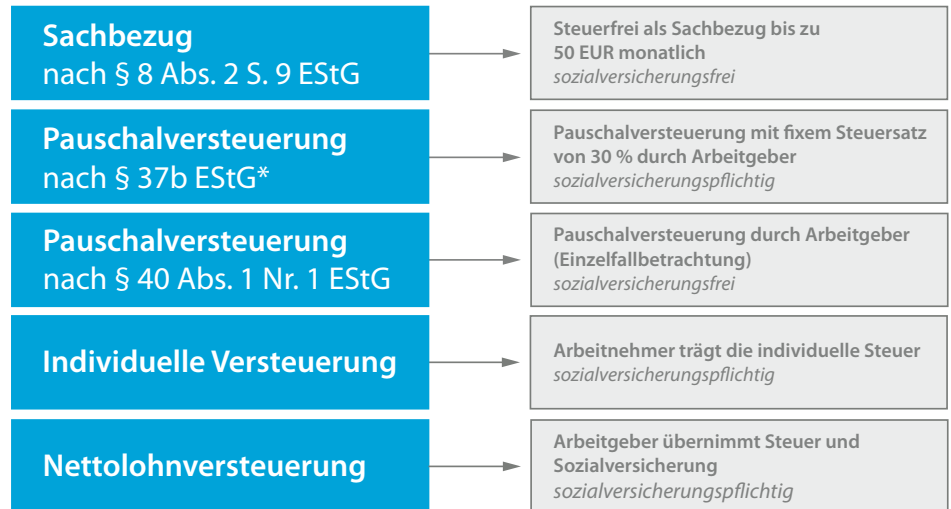 Sachbezug
nach § 8 Abs. 2 S. 9 EStG
Steuerfrei als Sachbezug bis zu
50 EUR monatlich
sozialversicherungsfrei
Pauschalversteuerung
nach § 37b EStG*
Pauschalversteuerung mit fixem Steuersatz
von 30 % durch Arbeitgeber
sozialversicherungspflichtig
Pauschalversteuerung
nach § 40 Abs. 1 Nr. 1 EStG
Pauschalversteuerung durch Arbeitgeber
(Einzelfallbetrachtung)
sozialversicherungsfrei
Individuelle Versteuerung
Arbeitnehmer trägt die individuelle Steuer
sozialversicherungspflichtig
Nettolohnversteuerung
Arbeitgeber übernimmt Steuer und
Sozialversicherung
sozialversicherungspflichtig